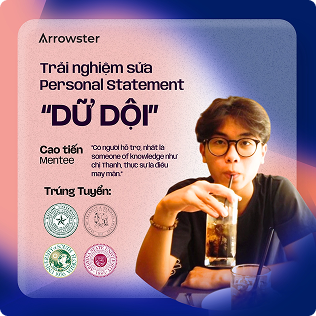 Arrowster
Trải nghiệm sửa
Personal Statement
“DỮ DỘI”
Cao tiến
Mentee
"Có người hỗ trợ, nhất là
someone of knowledge như
chị Thanh, thực sự là điều
may mắn."
Trúng Tuyển: